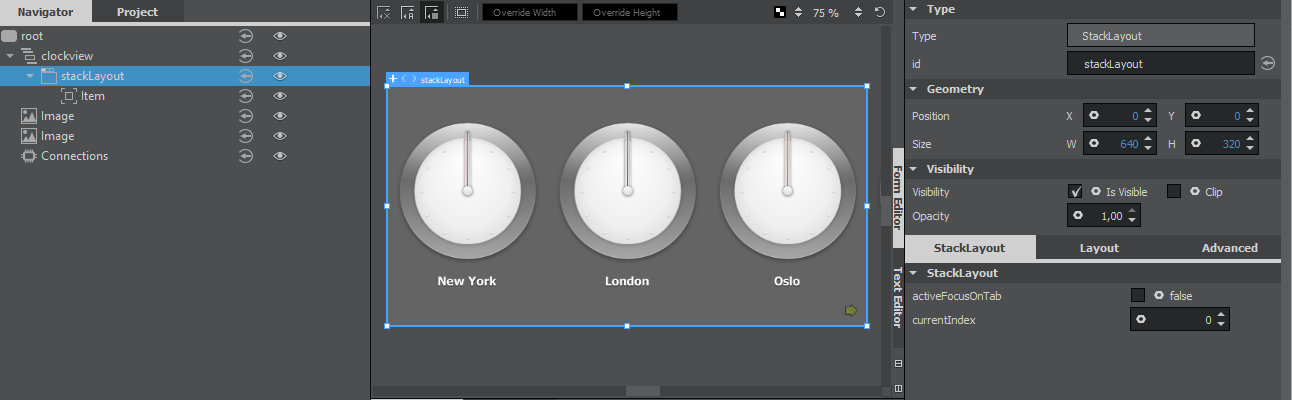 Navigator Project
root
clockview
stackLayout
Item
Image
Image
Connections
Override Width Override Height 75 %
stackLayout
New York London Oslo
Form Editor
Text Editor
Type
Type StackLayout
id stackLayout
Geometry
Position X 0 Y 0
Size W 640 H 320
Visibility
Visibility Is Visible Clip
Opacity 1,00
StackLayout Layout Advanced
StackLayout
activeFocusOnTab false
currentIndex 0